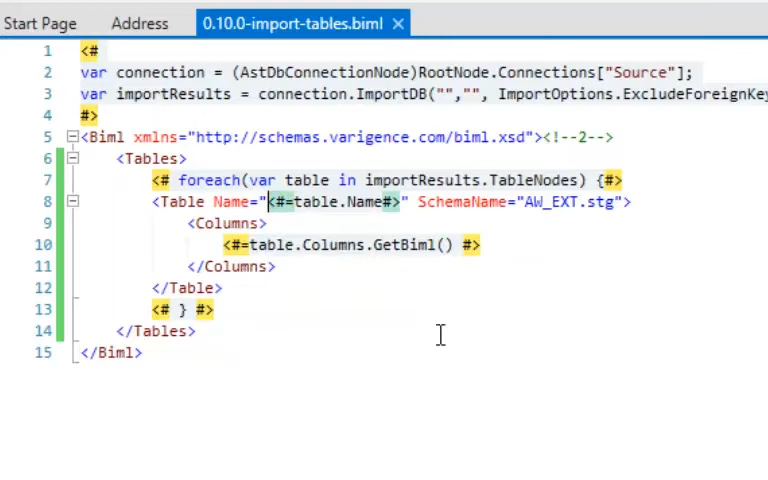 Start Page Address 0.10.0-import-tables.biml ✕
1 <#
2 var connection = (AstDbConnectionNode)RootNode.Connections["Source"];
3 var importResults = connection.ImportDB("","", ImportOptions.ExcludeForeignKey
4 #>
5 <Biml xmlns="http://schemas.varigence.com/biml.xsd"><!--2-->
6 <Tables>
7 <# foreach(var table in importResults.TableNodes) {#>
8 <Table Name="<#=table.Name#>" SchemaName="AW_EXT.stg">
9 <Columns>
10 <#=table.Columns.GetBiml() #>
11 </Columns>
12 </Table>
13 <# } #>
14 </Tables>
15 </Biml>